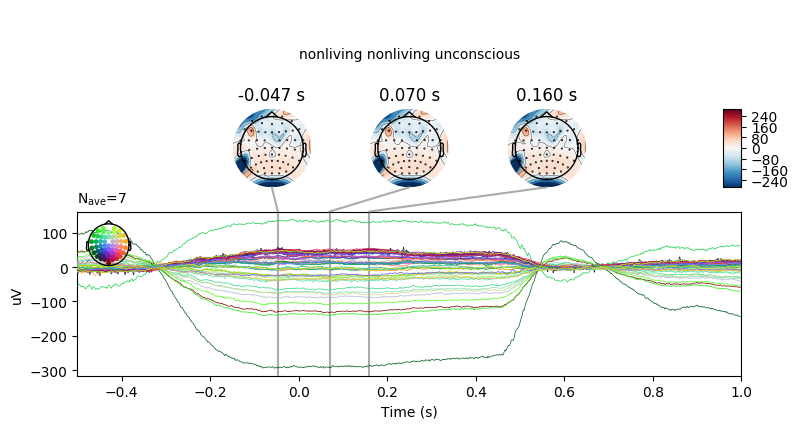 nonliving nonliving unconscious
-0.047 s 0.070 s 0.160 s
240
160
80
0
−80
−160
−240
Nave=7
100
0
−100
−200
−300
uV
−0.4 −0.2 0.0 0.2 0.4 0.6 0.8 1.0
Time (s)